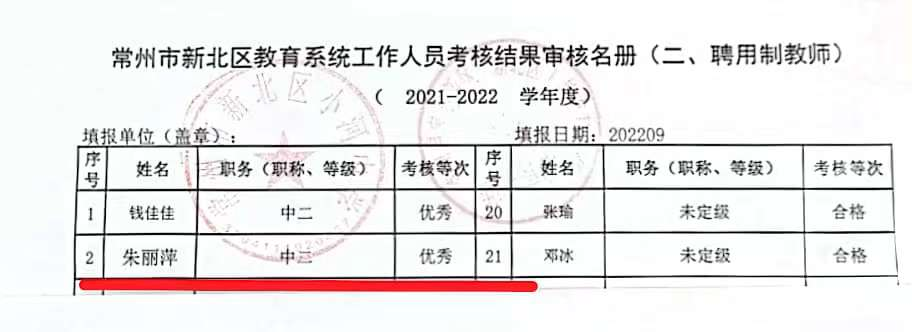 常州市新北区教育系统工作人员考核结果审核名册（二、聘用制教师）
（ 2021-2022 学年度）
填报单位（盖章）： 填报日期：202209
序号 姓名 职务（职称、等级） 考核等次 序号 姓名 职务（职称、等级） 考核等次
1 钱佳佳 中二 优秀 20 张瑜 未定级 合格
2 朱丽萍 中二 优秀 21 邓冰 未定级 合格